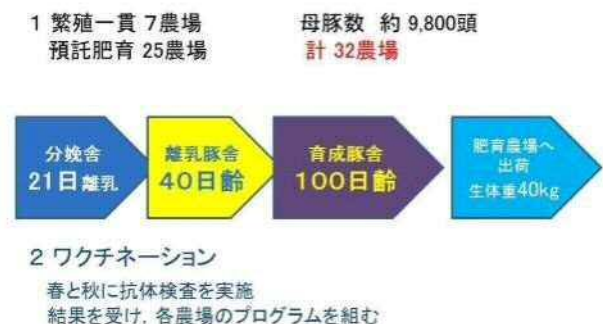 1 繁殖一貫 7農場
母豚数 約 9,800頭
預託肥育 25農場
計 32農場
分娩舎
21日離乳
離乳豚舎
40日齢
育成豚舎
100日齢
肥育農場へ
出荷
生体重40kg
2 ワクチネーション
春と秋に抗体検査を実施
結果を受け，各農場のプログラムを組む